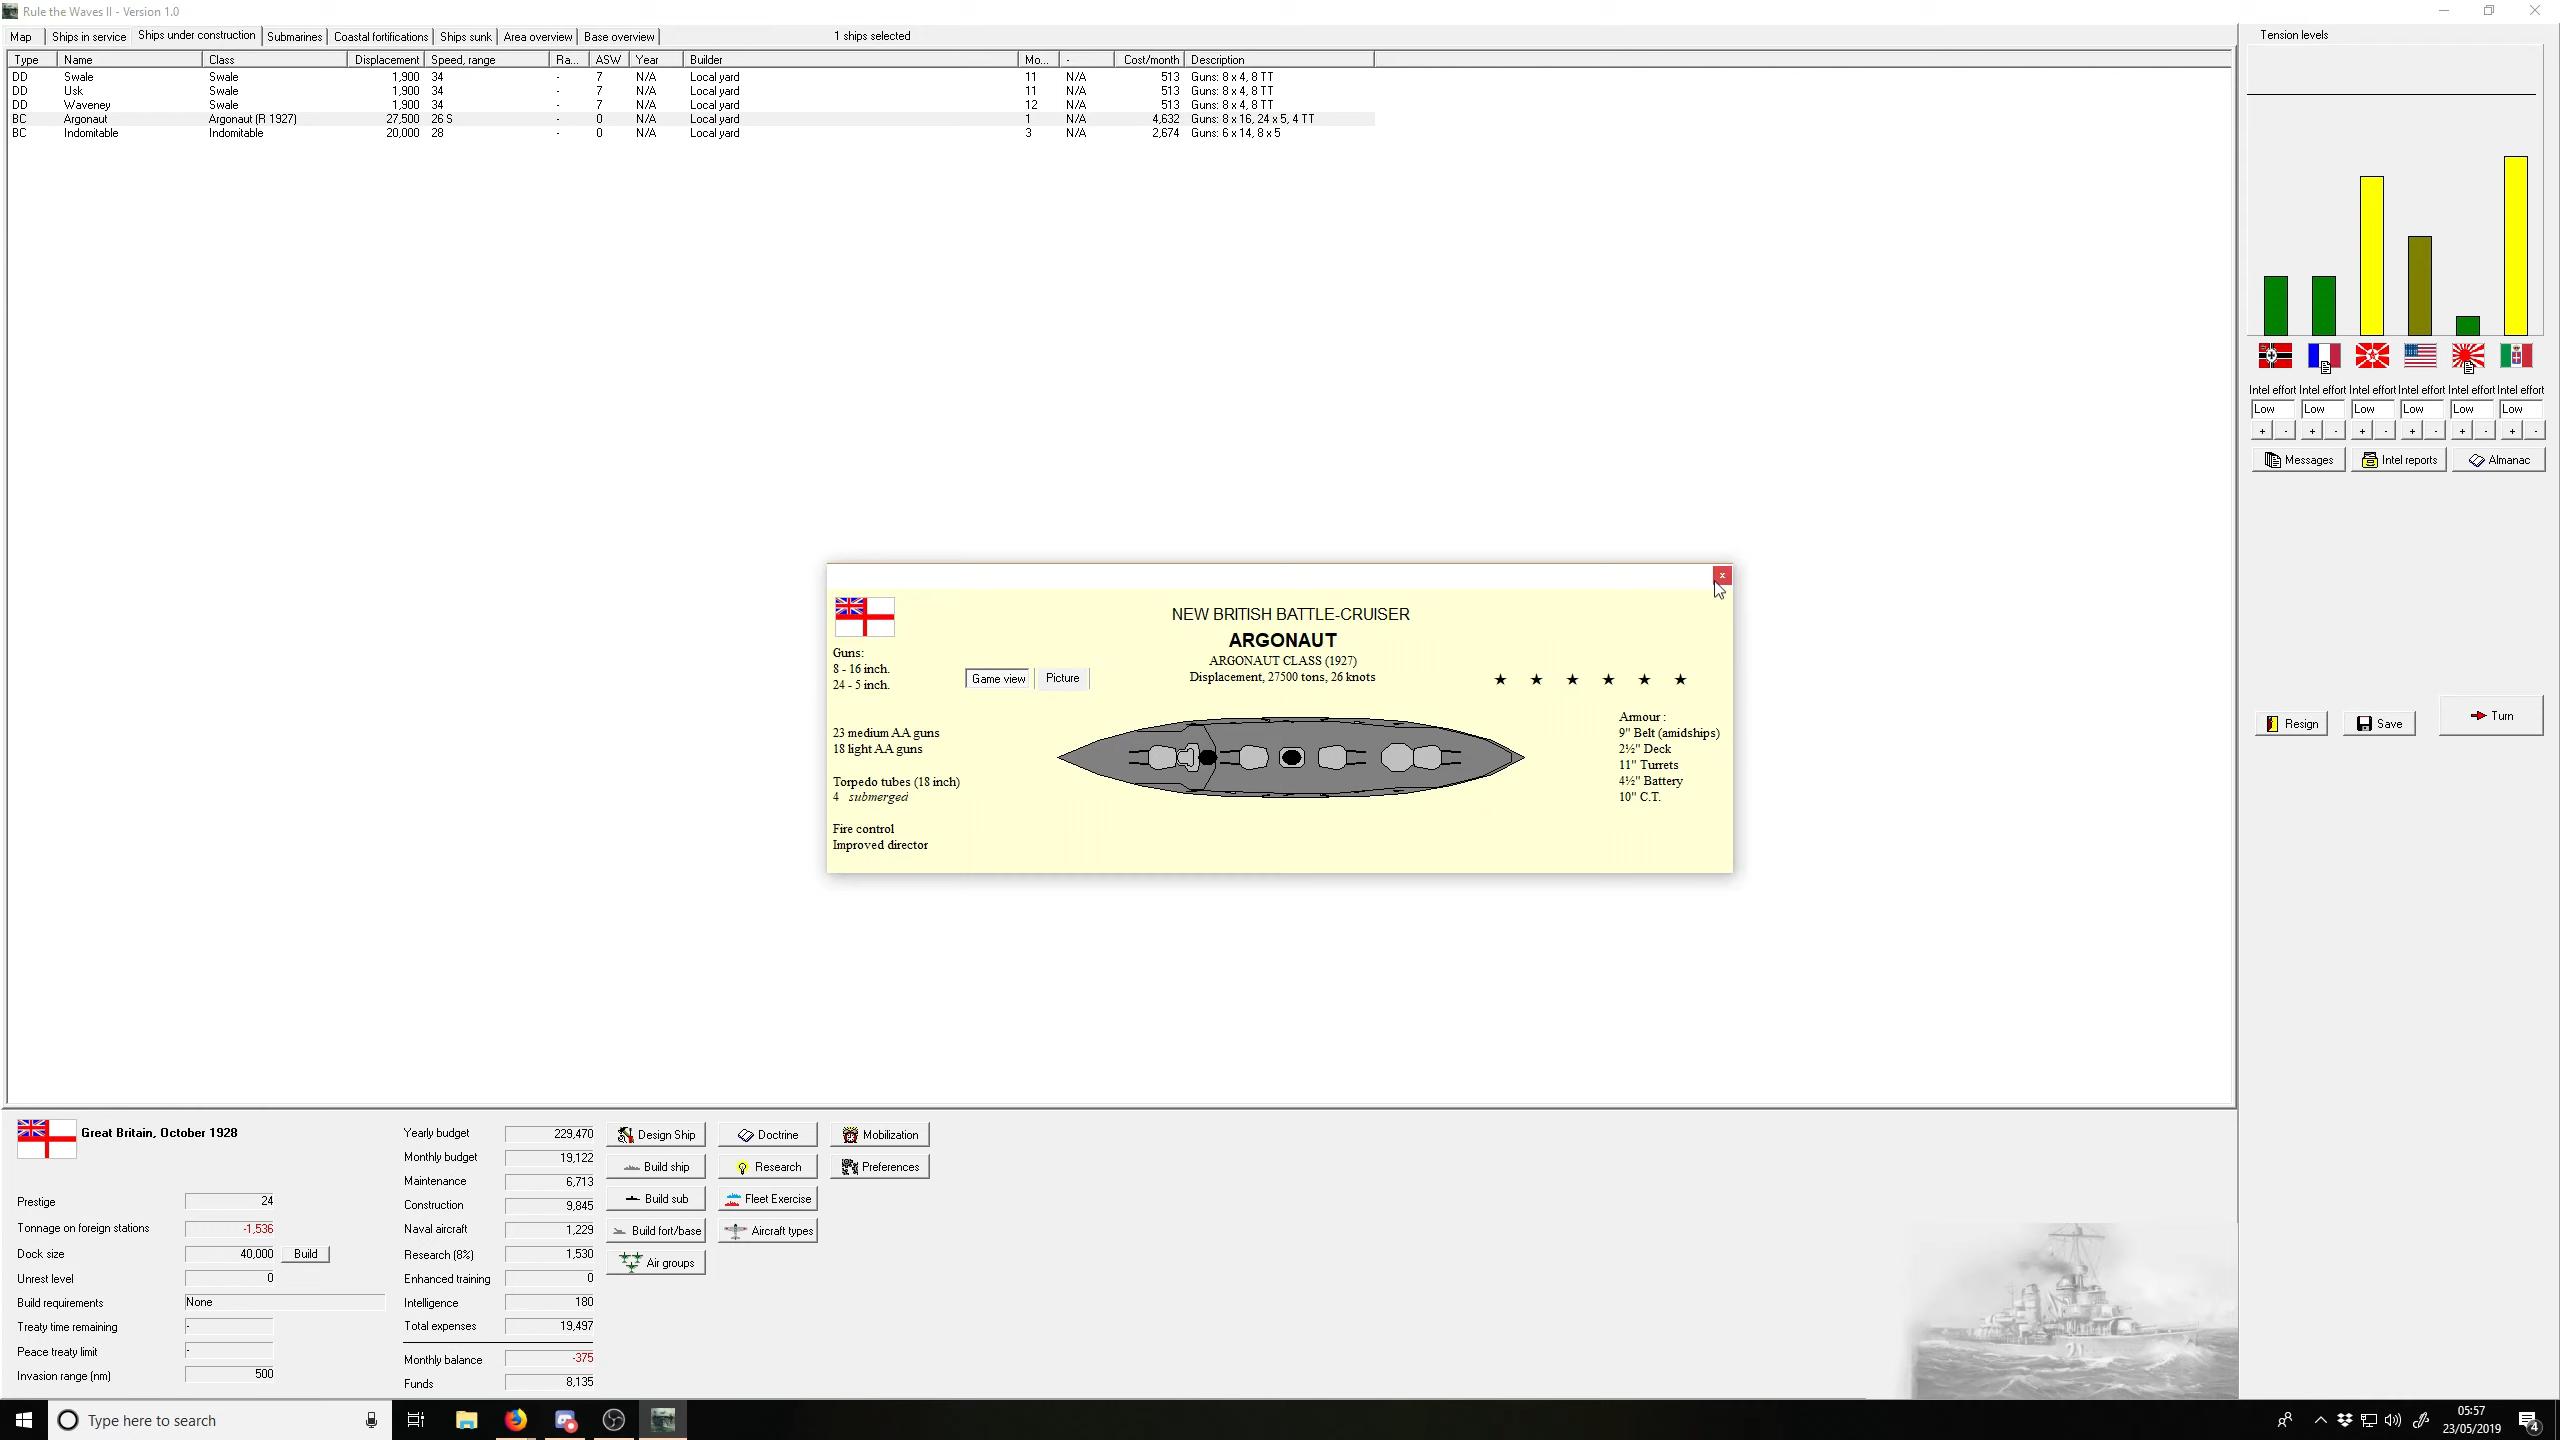 Rule the Waves II - Version 1.0
Map Ships in service Ships under construction Submarines Coastal fortifications Ships sunk Area overview Base overview 1 ships selected
Type Name Class Displacement Speed, range Ra... ASW Year Builder Mo... - Cost/month Description
DD Swale Swale 1,900 34 - 7 N/A Local yard 11 N/A 513 Guns: 8 x 4, 8 TT
DD Usk Swale 1,900 34 - 7 N/A Local yard 11 N/A 513 Guns: 8 x 4, 8 TT
DD Waveney Swale 1,900 34 - 7 N/A Local yard 12 N/A 513 Guns: 8 x 4, 8 TT
BC Argonaut Argonaut (R 1927) 27,500 26 S - 0 N/A Local yard 1 N/A 4,632 Guns: 8 x 16, 24 x 5, 4 TT
BC Indomitable Indomitable 20,000 28 - 0 N/A Local yard 3 N/A 2,674 Guns: 6 x 14, 8 x 5
Tension levels
Intel effort Intel effort Intel effort Intel effort Intel effort Intel effort
Low Low Low Low Low Low
+ - + - + - + - + - + -
Messages Intel reports Almanac
Resign Save Turn
x
NEW BRITISH BATTLE-CRUISER
ARGONAUT
ARGONAUT CLASS (1927)
Displacement, 27500 tons, 26 knots
Guns:
8 - 16 inch.
24 - 5 inch.
Game view Picture
★ ★ ★ ★ ★ ★
23 medium AA guns
18 light AA guns
Torpedo tubes (18 inch)
4 submerged
Fire control
Improved director
Armour :
9" Belt (amidships)
2½" Deck
11" Turrets
4½" Battery
10" C.T.
Great Britain, October 1928
Prestige 24
Tonnage on foreign stations -1,536
Dock size 40,000 Build
Unrest level 0
Build requirements None
Treaty time remaining -
Peace treaty limit -
Invasion range (nm) 500
Yearly budget 229,470
Monthly budget 19,122
Maintenance 6,713
Construction 9,845
Naval aircraft 1,229
Research (8%) 1,530
Enhanced training 0
Intelligence 180
Total expenses 19,497
Monthly balance -375
Funds 8,135
Design Ship Doctrine Mobilization
Build ship Research Preferences
Build sub Fleet Exercise
Build fort/base Aircraft types
Air groups
Type here to search
05:57
23/05/2019
4